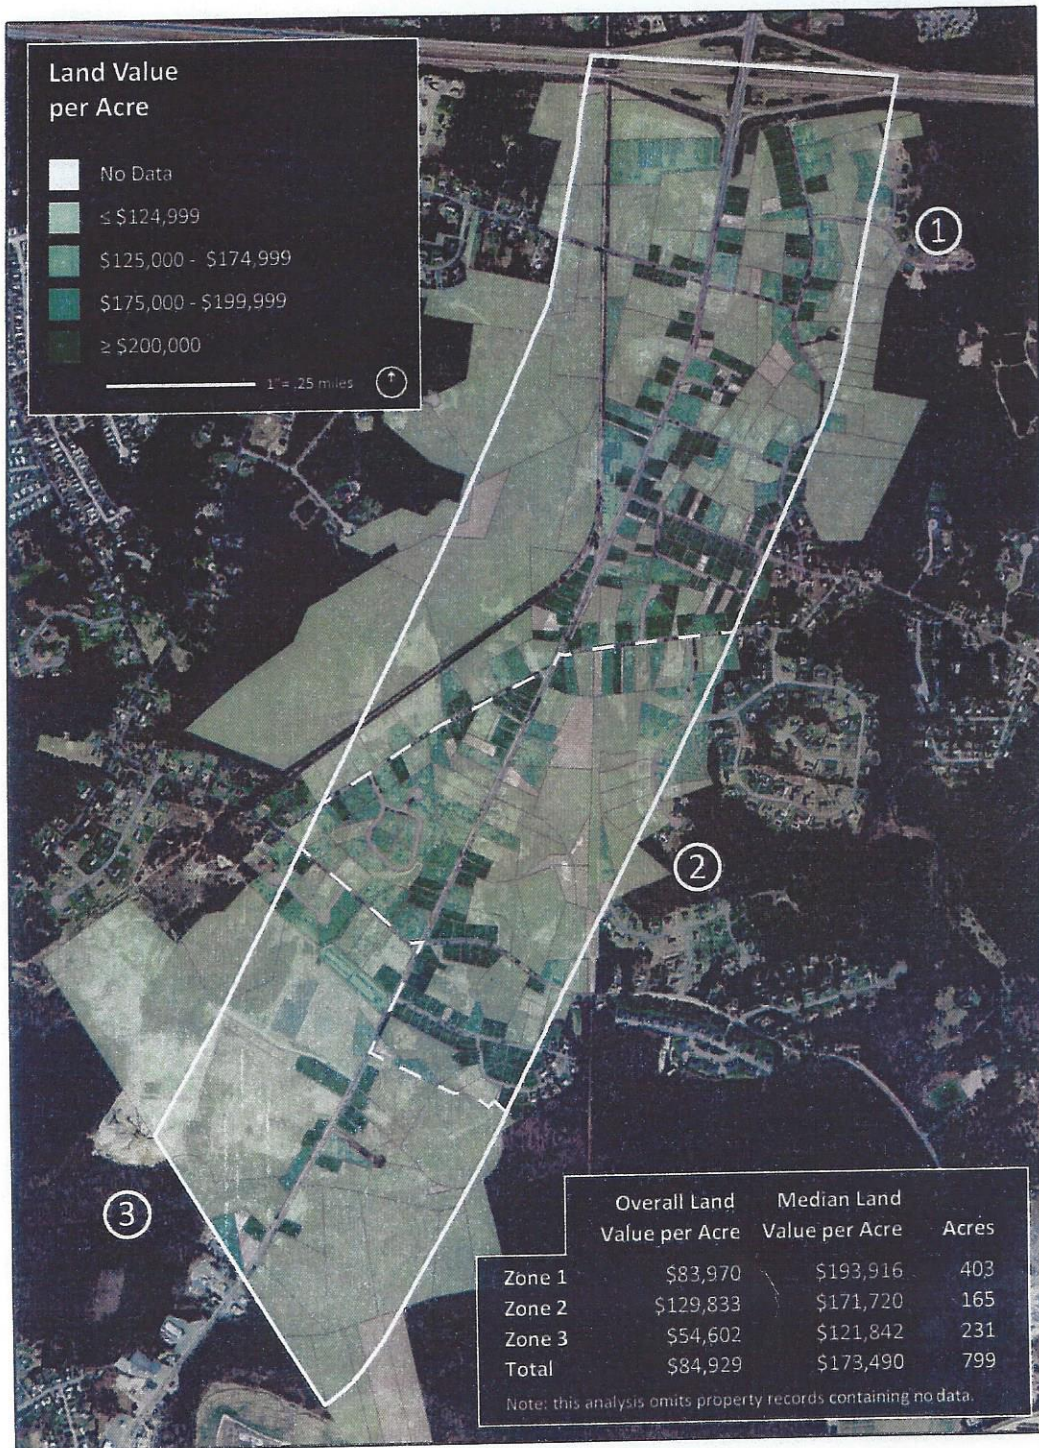 Land Value
per Acre
No Data
≤ $124,999
$125,000 - $174,999
$175,000 - $199,999
≥ $200,000
1"= .25 miles
1
2
3
Overall Land Median Land
Value per Acre Value per Acre Acres
Zone 1 $83,970 $193,916 403
Zone 2 $129,833 $171,720 165
Zone 3 $54,602 $121,842 231
Total $84,929 $173,490 799
Note: this analysis omits property records containing no data.